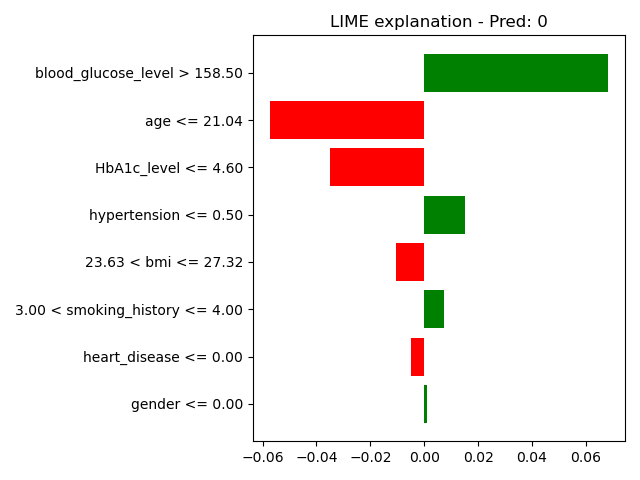 LIME explanation - Pred: 0
blood_glucose_level > 158.50
age <= 21.04
HbA1c_level <= 4.60
hypertension <= 0.50
23.63 < bmi <= 27.32
3.00 < smoking_history <= 4.00
heart_disease <= 0.00
gender <= 0.00
−0.06 −0.04 −0.02 0.00 0.02 0.04 0.06